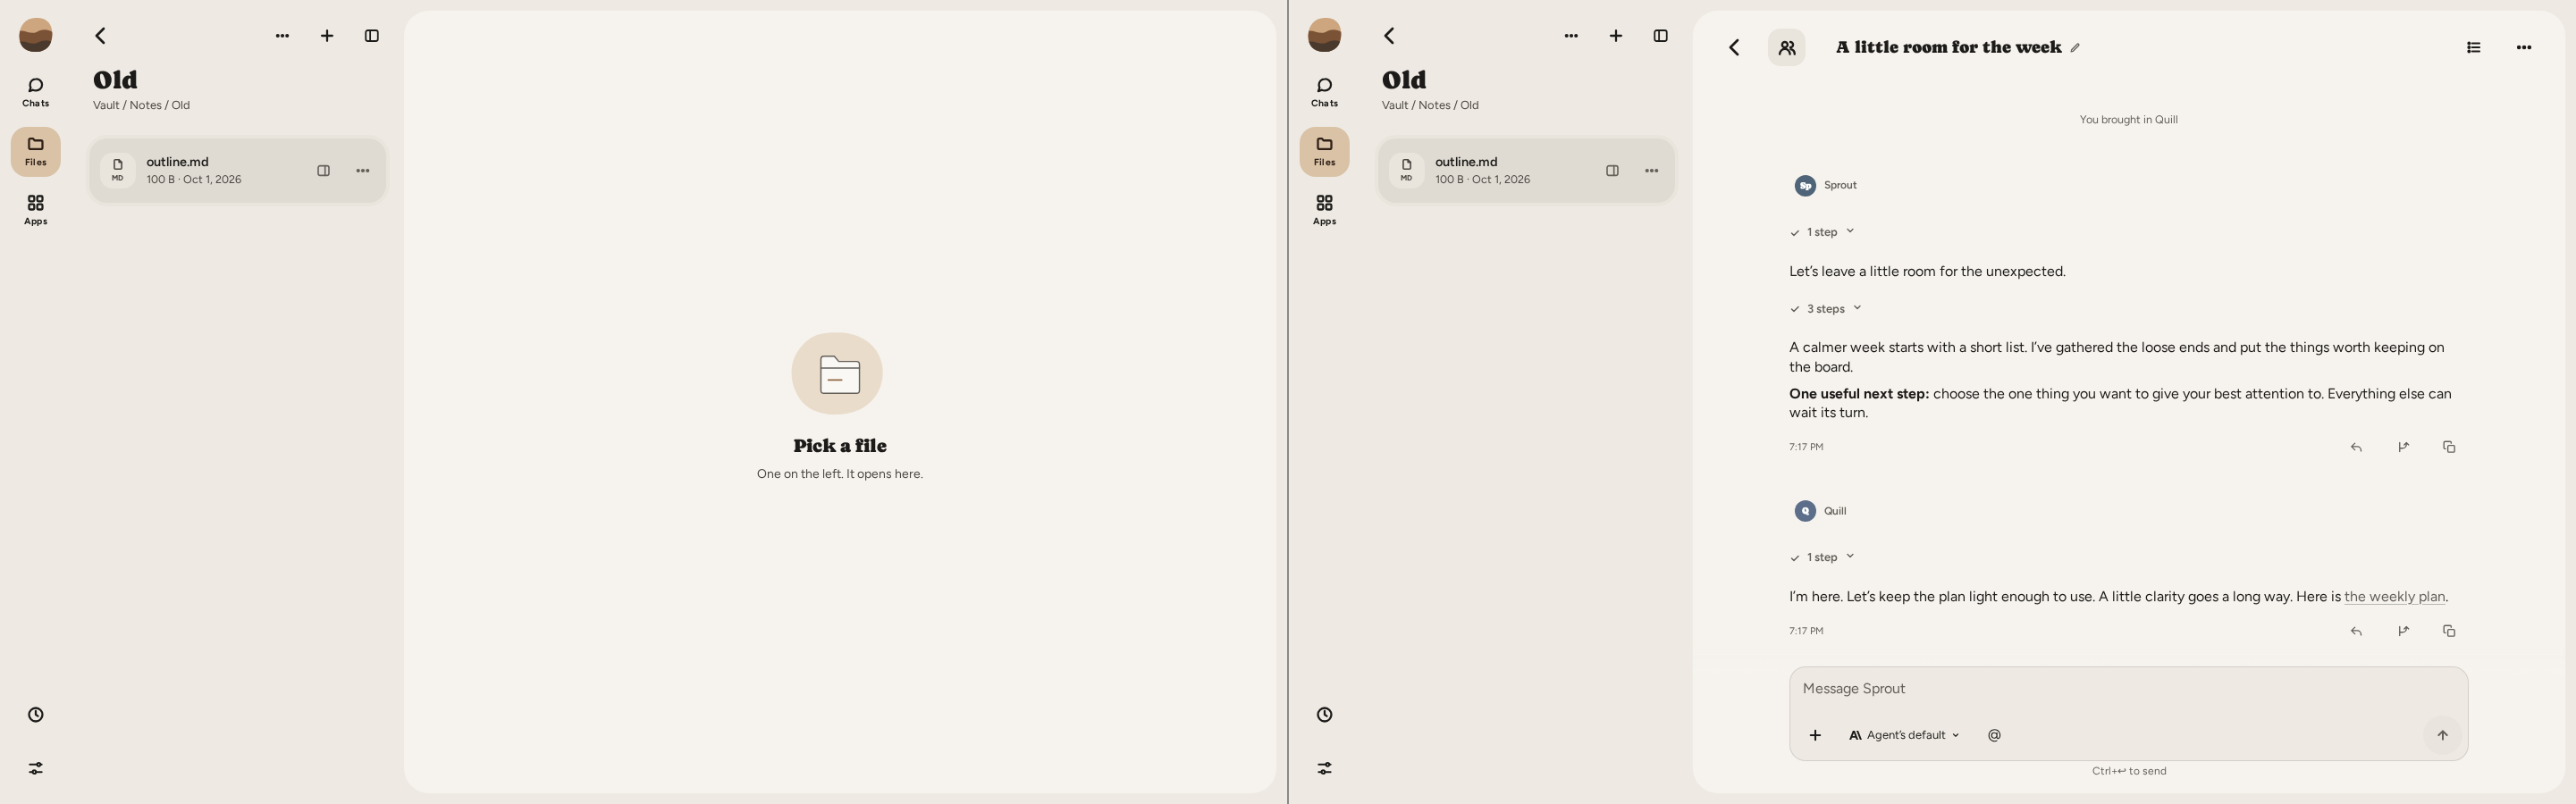 Chats
Files
Apps
Old
Vault / Notes / Old
MD
outline.md
100 B · Oct 1, 2026
Pick a file
One on the left. It opens here.
Chats
Files
Apps
Old
Vault / Notes / Old
MD
outline.md
100 B · Oct 1, 2026
A little room for the week
You brought in Quill
Sp Sprout
1 step
Let’s leave a little room for the unexpected.
3 steps
A calmer week starts with a short list. I’ve gathered the loose ends and put the things worth keeping on
the board.
One useful next step: choose the one thing you want to give your best attention to. Everything else can
wait its turn.
7:17 PM
Q Quill
1 step
I’m here. Let’s keep the plan light enough to use. A little clarity goes a long way. Here is the weekly plan.
7:17 PM
Message Sprout
Agent’s default
@
Ctrl+↩ to send